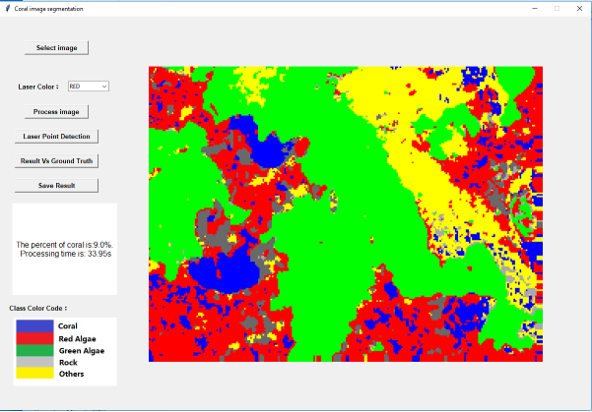 Coral image segmantation
Select image
Laser Color :
RED
Process image
Laser Point Detection
Result Vs Ground Truth
Save Result
The percent of coral is:9.0%.
Processing time is: 33.95s
Class Color Code :
Coral
Red Algae
Green Algae
Rock
Others